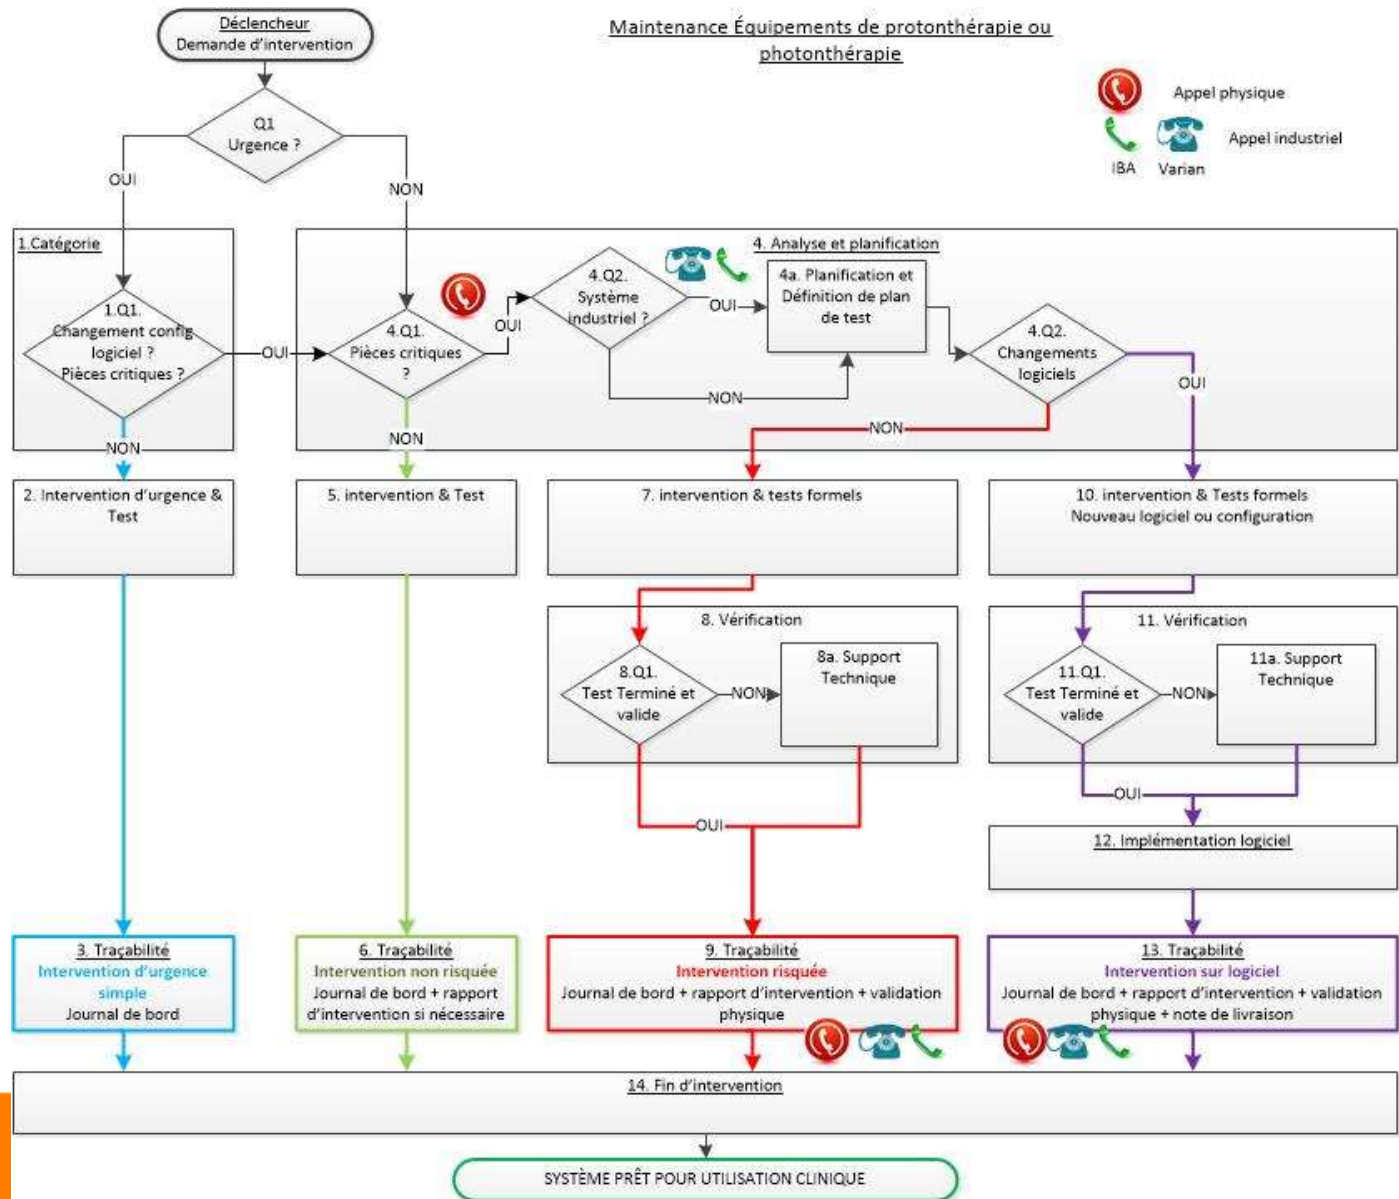 Déclencheur
Demande d'intervention
Maintenance Équipements de protonthérapie ou
photonthérapie
Appel physique
Appel industriel
IBA
Varian
Q1
Urgence ?
OUI
NON
1.Catégorie
1.Q1.
Changement config
logiciel ?
Pièces critiques ?
OUI
NON
4. Analyse et planification
4.Q1.
Pièces critiques
?
OUI
NON
4.Q2.
Système
industriel ?
OUI
NON
4a. Planification et
Définition de plan
de test
4.Q2.
Changements
logiciels
OUI
NON
2. Intervention d'urgence &
Test
5. intervention & Test
7. intervention & tests formels
10. intervention & Tests formels
Nouveau logiciel ou configuration
8. Vérification
8.Q1.
Test Terminé et
valide
NON
8a. Support
Technique
OUI
11. Vérification
11.Q1.
Test Terminé et
valide
NON
11a. Support
Technique
OUI
12. Implémentation logiciel
3. Traçabilité
Intervention d'urgence
simple
Journal de bord
6. Traçabilité
Intervention non risquée
Journal de bord + rapport
d'intervention si nécessaire
9. Traçabilité
Intervention risquée
Journal de bord + rapport d'intervention + validation
physique
13. Traçabilité
Intervention sur logiciel
Journal de bord + rapport d'intervention + validation
physique + note de livraison
14. Fin d'intervention
SYSTÈME PRÊT POUR UTILISATION CLINIQUE